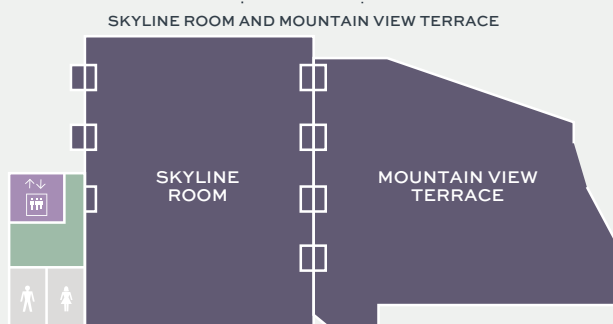 SKYLINE ROOM AND MOUNTAIN VIEW TERRACE
SKYLINE
ROOM
MOUNTAIN VIEW
TERRACE